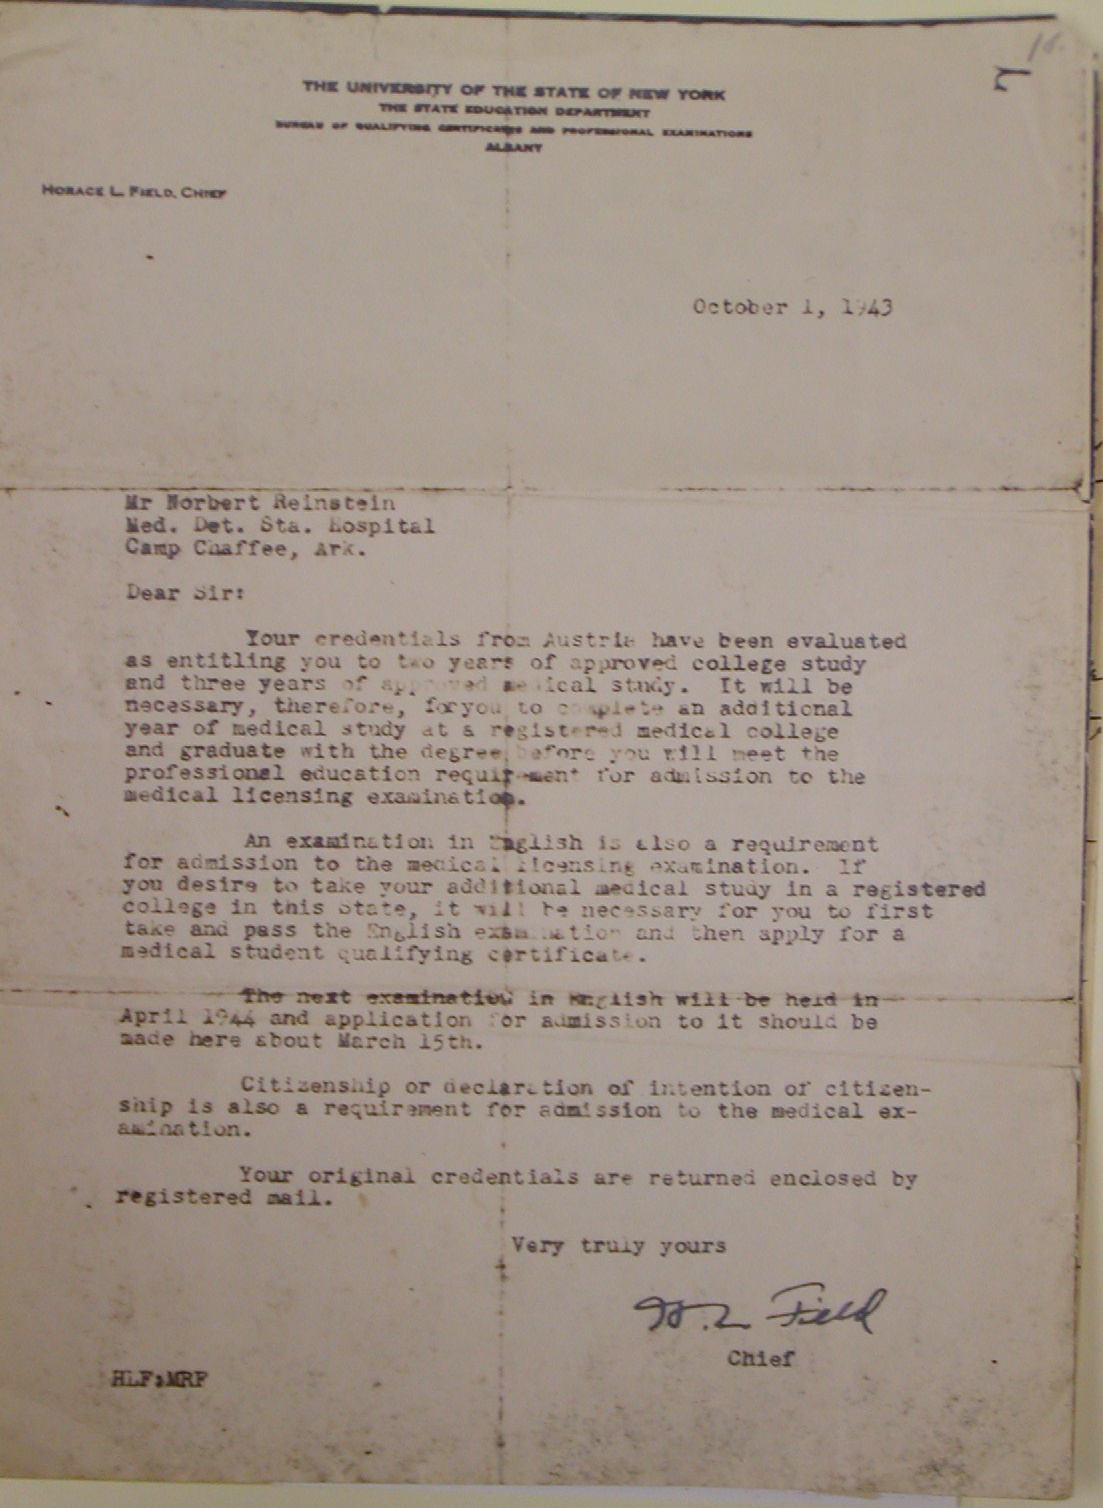 18.
THE UNIVERSITY OF THE STATE OF NEW YORK
THE STATE EDUCATION DEPARTMENT
BUREAU OF QUALIFYING CERTIFICATES AND PROFESSIONAL EXAMINATIONS
ALBANY
HORACE L. FIELD, CHIEF
October 1, 1943
Mr Norbert Reinstein
Med. Det. Sta. Hospital
Camp Chaffee, Ark.
Dear Sir:
Your credentials from Austria have been evaluated
as entitling you to two years of approved college study
and three years of approved medical study. It will be
necessary, therefore, for you to complete an additional
year of medical study at a registered medical college
and graduate with the degree before you will meet the
professional education requirement for admission to the
medical licensing examination.
An examination in English is also a requirement
for admission to the medical licensing examination. If
you desire to take your additional medical study in a registered
college in this State, it will be necessary for you to first
take and pass the English examination and then apply for a
medical student qualifying certificate.
The next examination in English will be held in
April 1944 and application for admission to it should be
made here about March 15th.
Citizenship or declaration of intention of citizen-
ship is also a requirement for admission to the medical ex-
amination.
Your original credentials are returned enclosed by
registered mail.
Very truly yours
H. L. Field
Chief
HLF:MRF